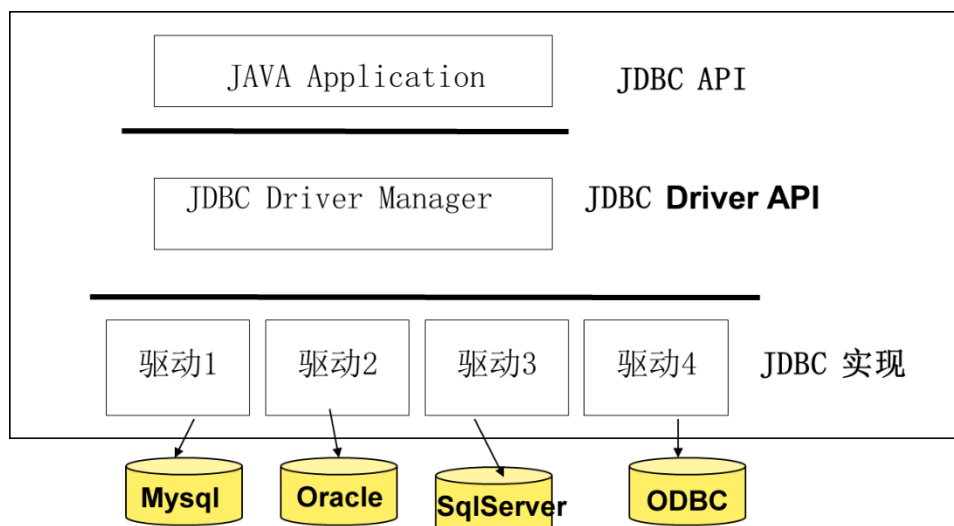 JAVA Application
JDBC API
JDBC Driver Manager
JDBC Driver API
驱动1
驱动2
驱动3
驱动4
JDBC 实现
Mysql
Oracle
SqlServer
ODBC